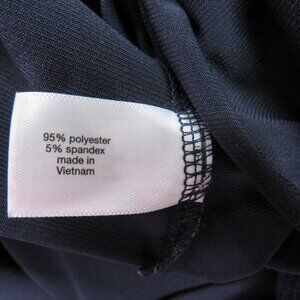 95% polyester
5% spandex
made in
Vietnam